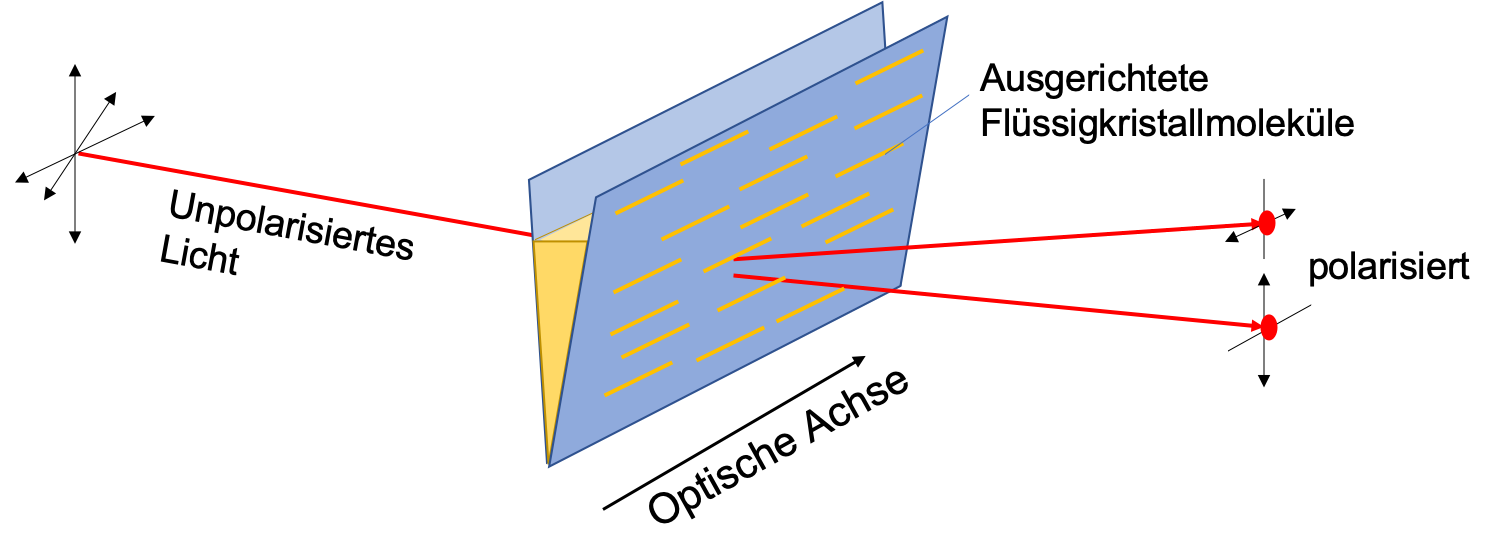 Unpolarisiertes
Licht
Ausgerichtete
Flüssigkristallmoleküle
polarisiert
Optische Achse